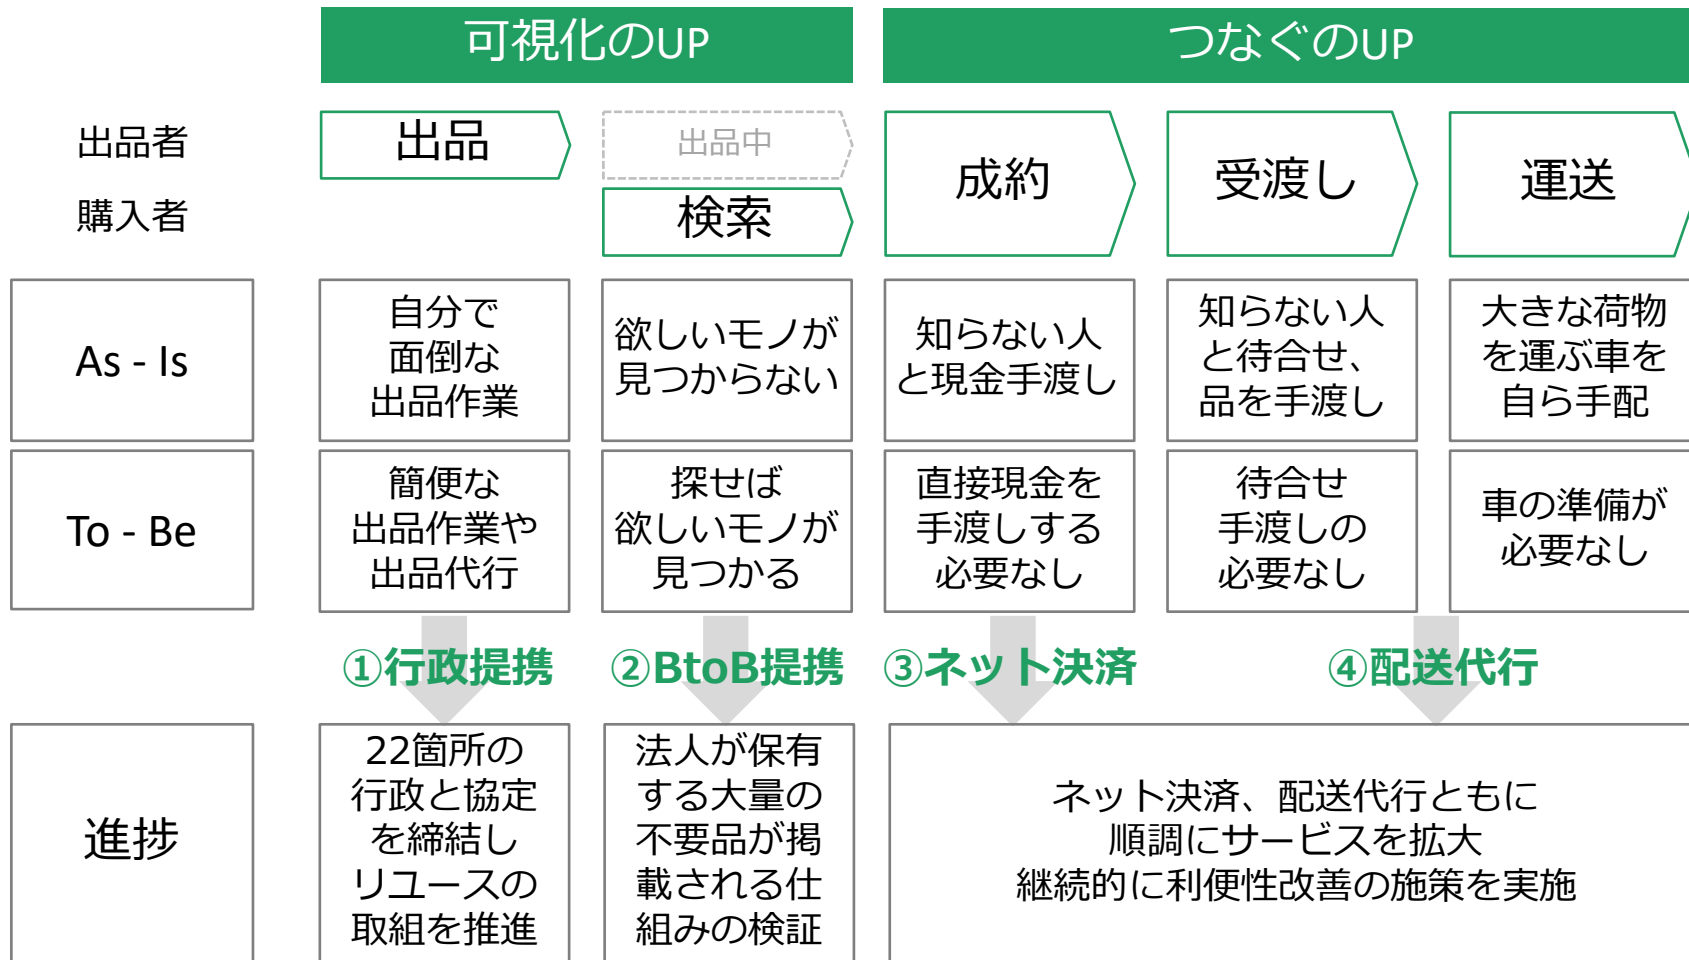 可視化のUP
つなぐのUP
出品者
出品
出品中
購入者
検索
成約
受渡し
運送
As - Is
自分で
面倒な
出品作業
欲しいモノが
見つからない
知らない人
と現金手渡し
知らない人
と待合せ、
品を手渡し
大きな荷物
を運ぶ車を
自ら手配
To - Be
簡便な
出品作業や
出品代行
探せば
欲しいモノが
見つかる
直接現金を
手渡しする
必要なし
待合せ
手渡しの
必要なし
車の準備が
必要なし
①行政提携
②BtoB提携
③ネット決済
④配送代行
進捗
22箇所の
行政と協定
を締結し
リユースの
取組を推進
法人が保有
する大量の
不要品が掲
載される仕
組みの検証
ネット決済、配送代行ともに
順調にサービスを拡大
継続的に利便性改善の施策を実施